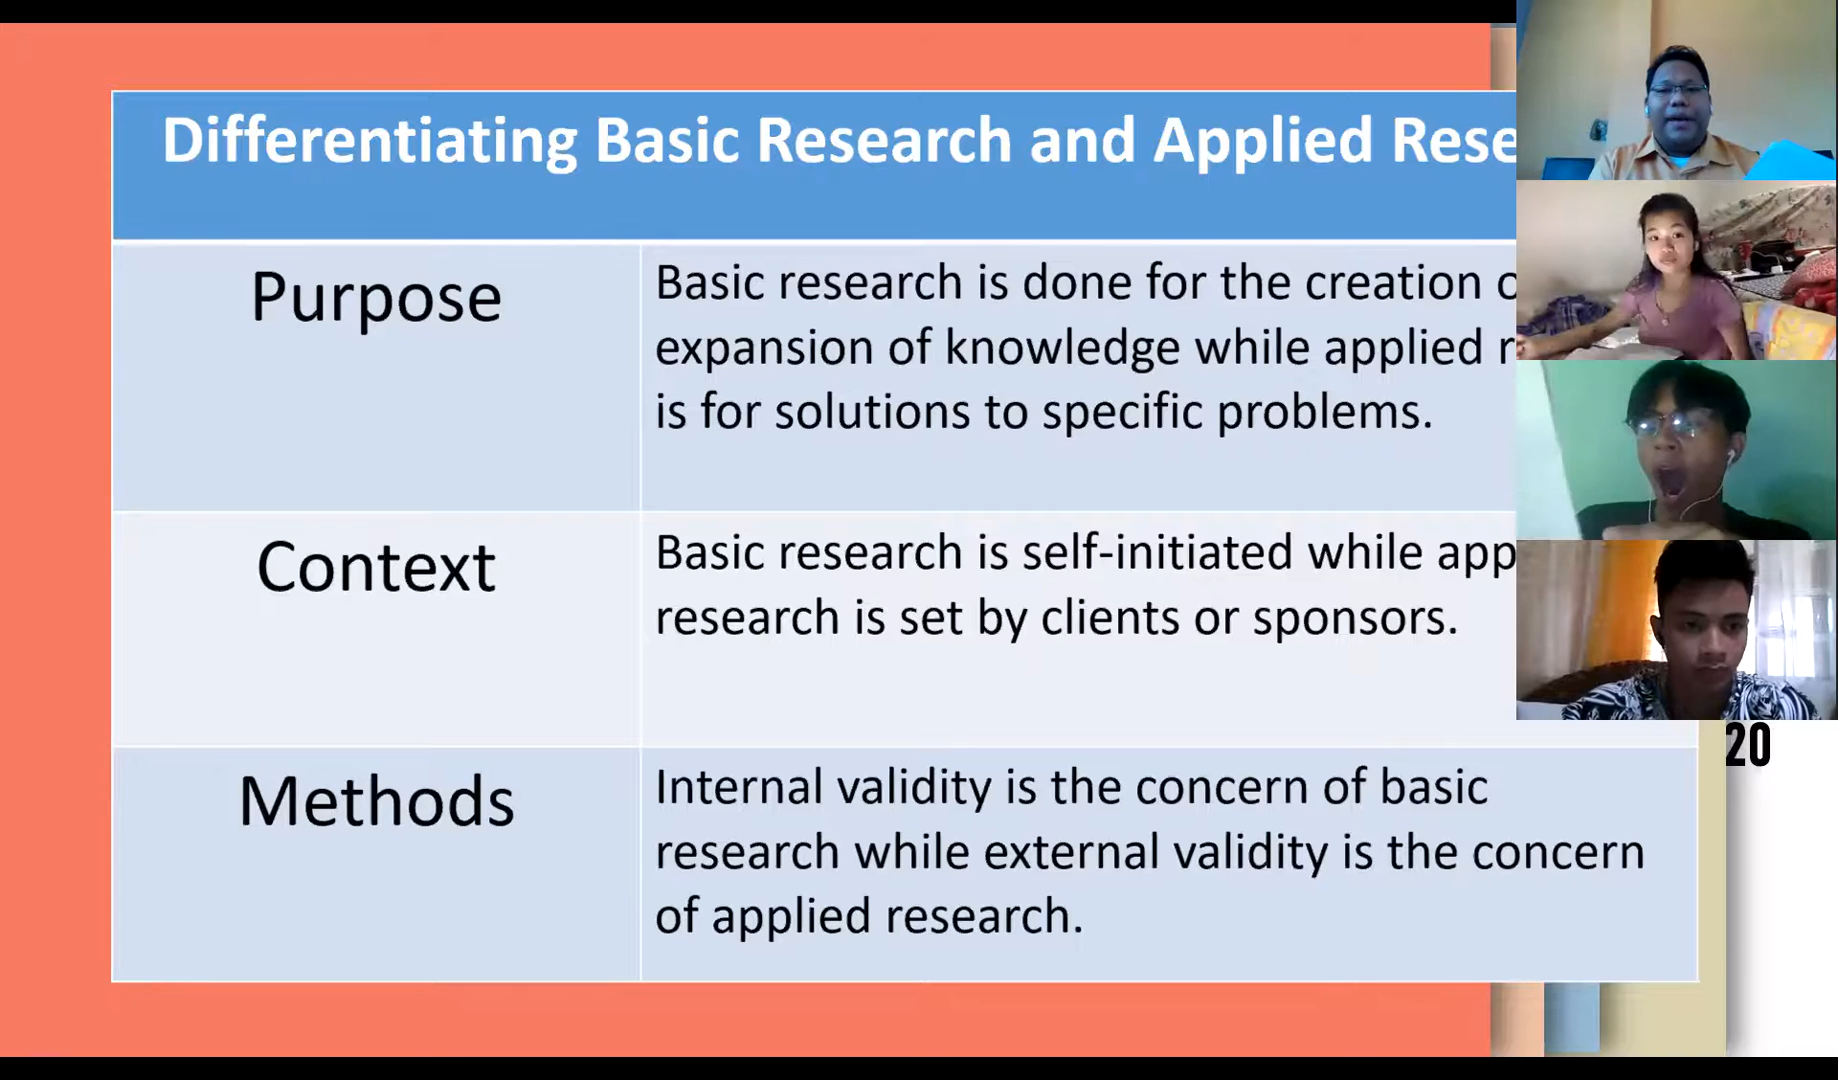 Differentiating Basic Research and Applied Rese
Purpose
Basic research is done for the creation
expansion of knowledge while applied
is for solutions to specific problems.
Context
Basic research is self-initiated while app
research is set by clients or sponsors.
Methods
Internal validity is the concern of basic
research while external validity is the concern
of applied research.
20